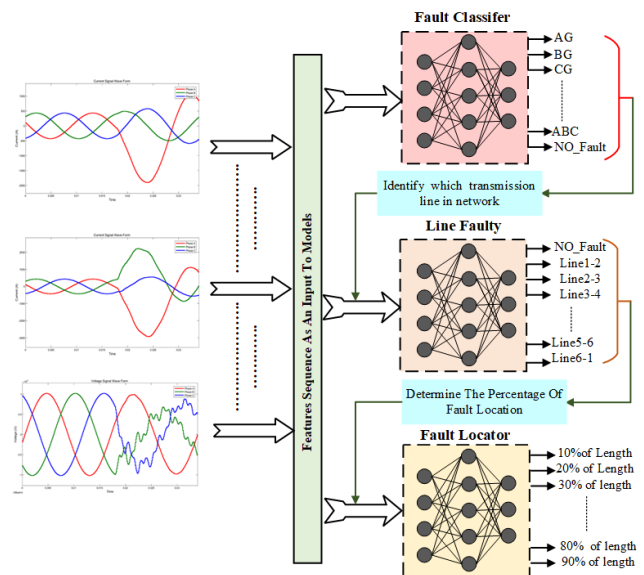 Fault Classifer
AG
BG
CG
ABC
NO_Fault
Current Signal Wave Form
Time
Identify which transmission
line in network
Current Signal Wave Form
Time
Features Sequence As An Input To Models
Line Faulty
NO_Fault
Line1-2
Line2-3
Line3-4
Line5-6
Line6-1
Voltage Signal Wave Form
Time
Determine The Percentage Of
Fault Location
Fault Locator
10%of Length
20% of Length
30% of length
80% of length
90% of length